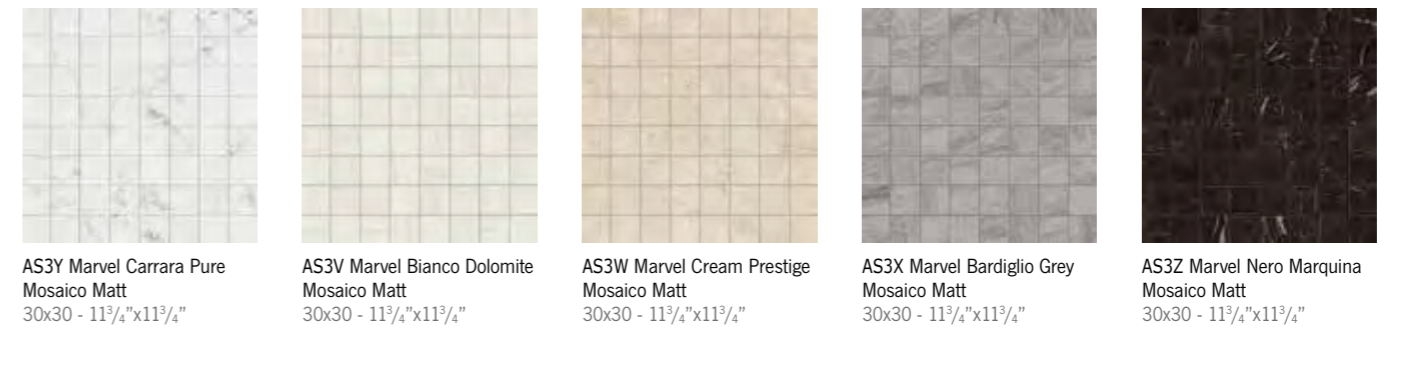 AS3Y Marvel Carrara Pure
Mosaico Matt
30x30 - 11³/₄”x11³/₄”
AS3V Marvel Bianco Dolomite
Mosaico Matt
30x30 - 11³/₄”x11³/₄”
AS3W Marvel Cream Prestige
Mosaico Matt
30x30 - 11³/₄”x11³/₄”
AS3X Marvel Bardiglio Grey
Mosaico Matt
30x30 - 11³/₄”x11³/₄”
AS3Z Marvel Nero Marquina
Mosaico Matt
30x30 - 11³/₄”x11³/₄”